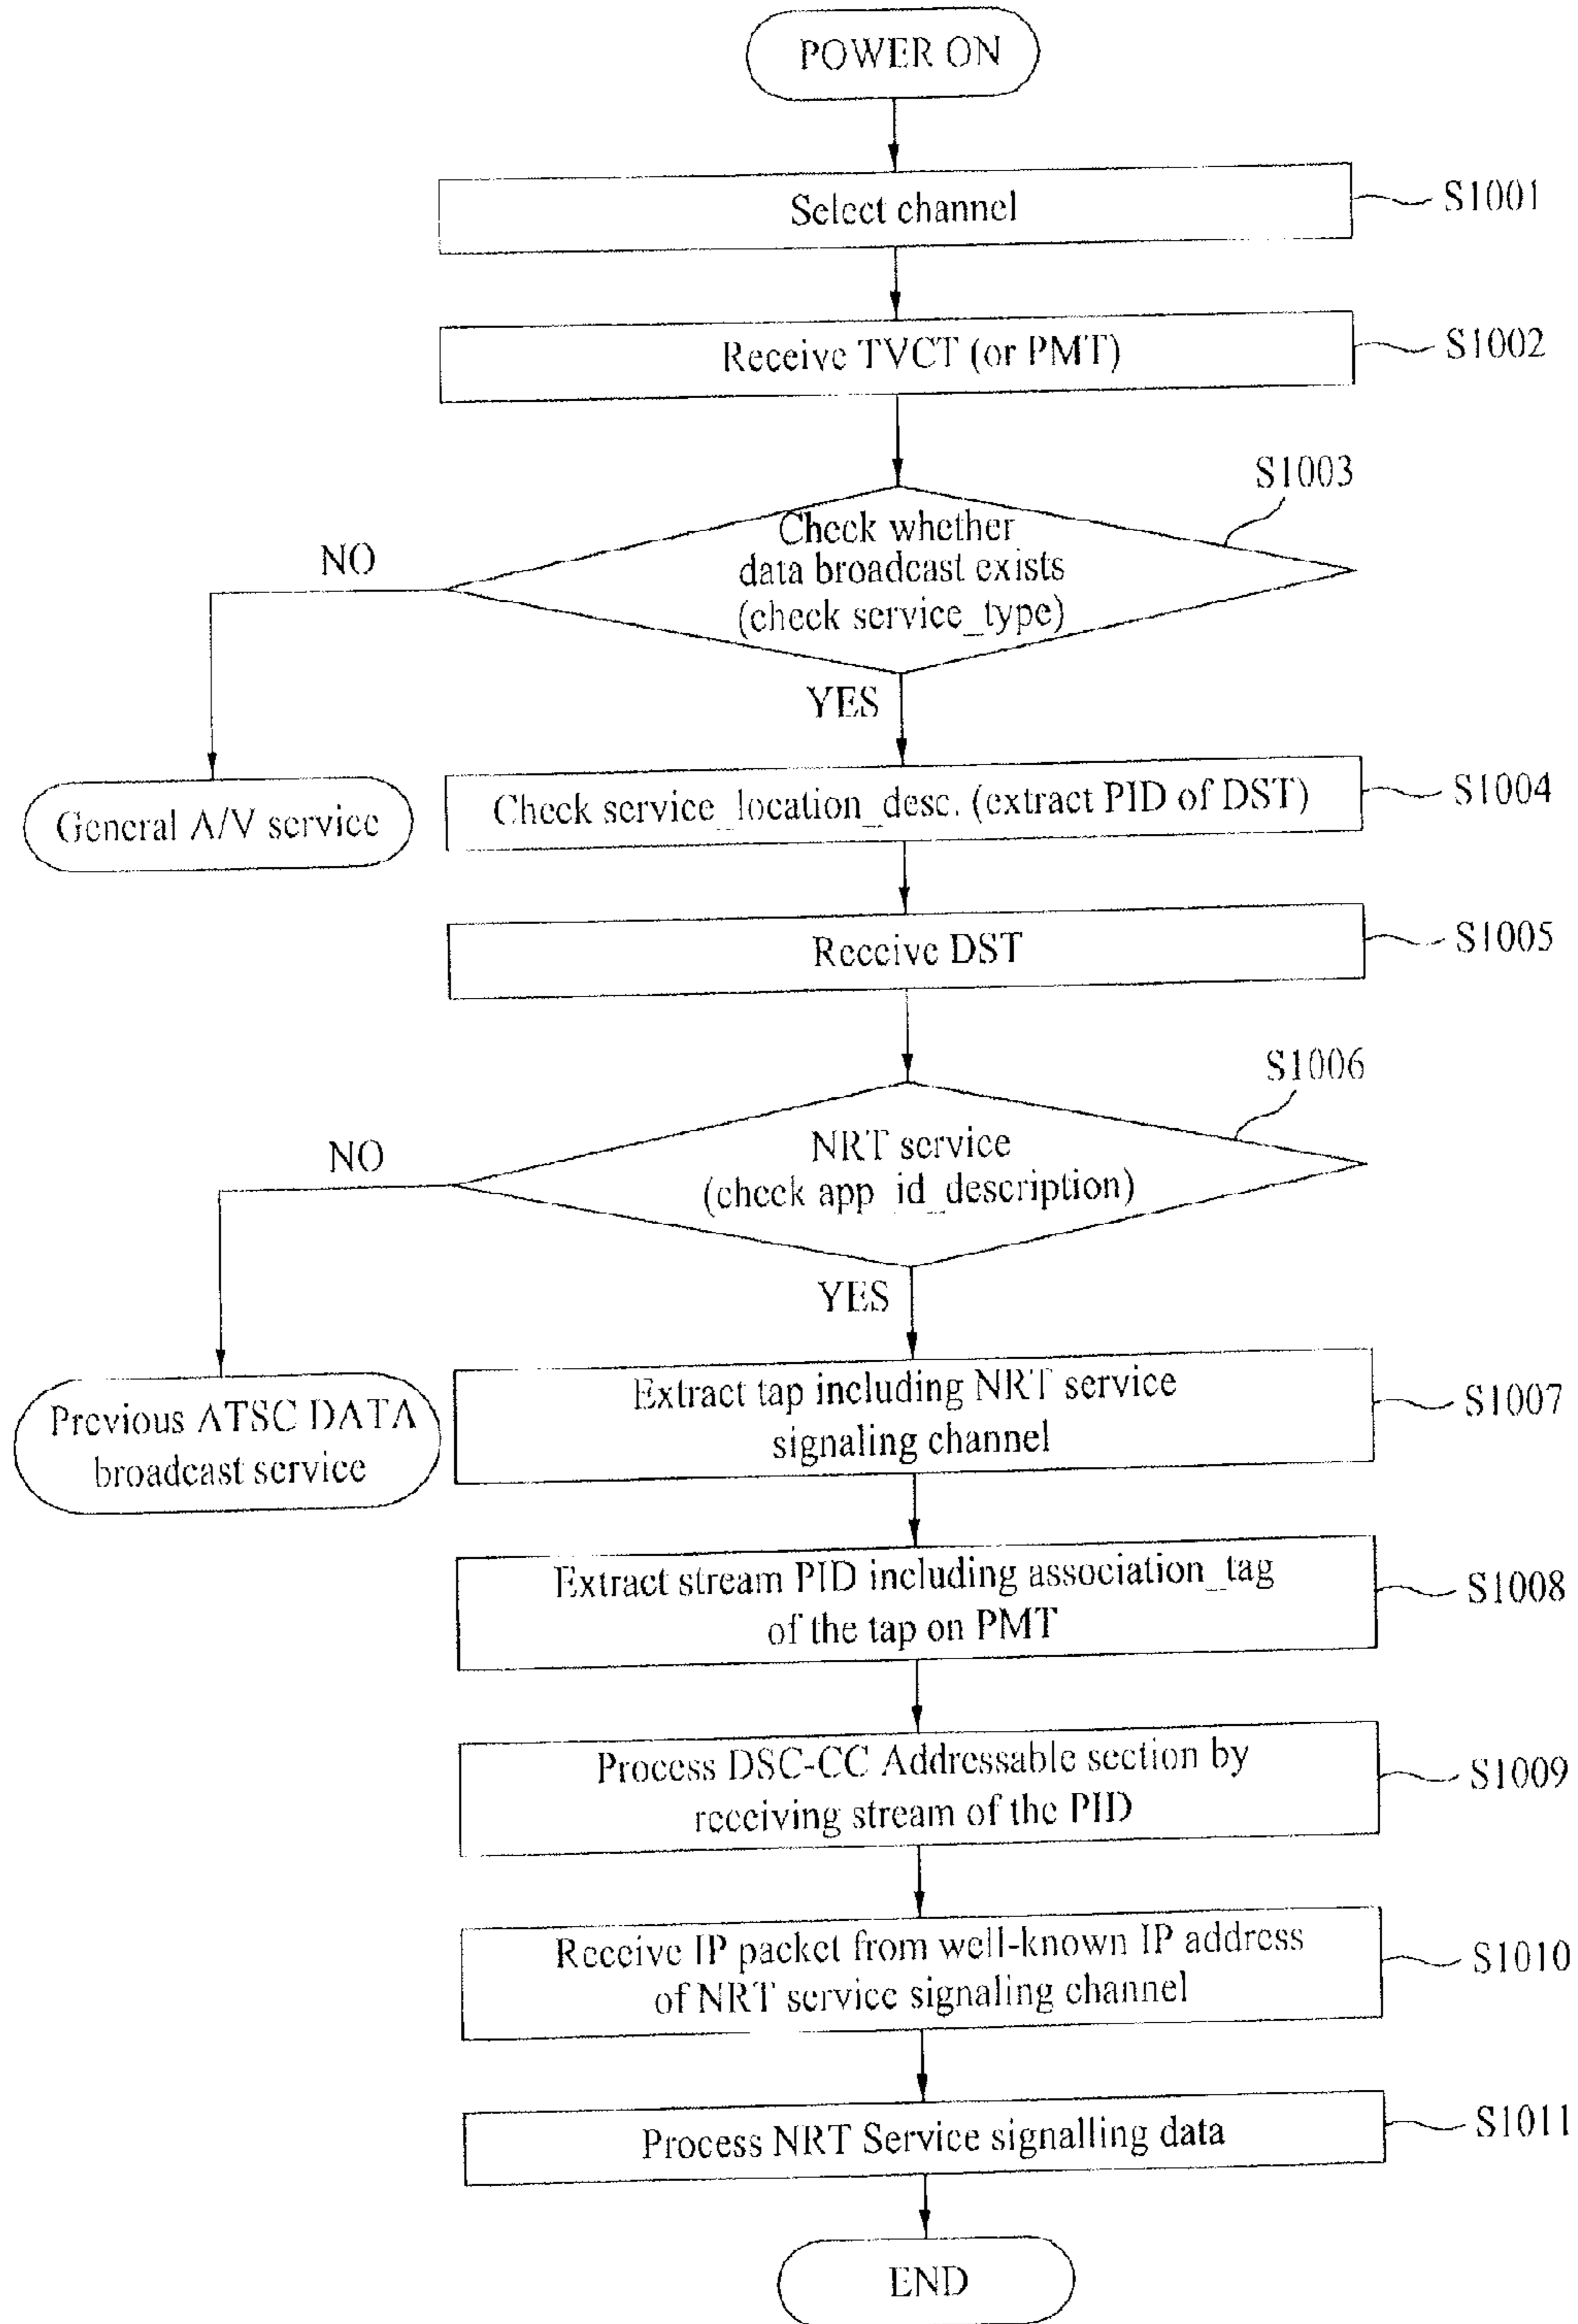 POWER ON
Select channel
S1001
Receive TVCT (or PMT)
S1002
S1003
Check whether
data broadcast exists
(check service_type)
NO
YES
General A/V service
Check service_location_desc. (extract PID of DST)
S1004
Receive DST
S1005
S1006
NRT service
(check app_id_description)
NO
YES
Previous ATSC DATA
broadcast service
Extract tap including NRT service
signaling channel
S1007
Extract stream PID including association_tag
of the tap on PMT
S1008
Process DSC-CC Addressable section by
receiving stream of the PID
S1009
Receive IP packet from well-known IP address
of NRT service signaling channel
S1010
Process NRT Service signalling data
S1011
END